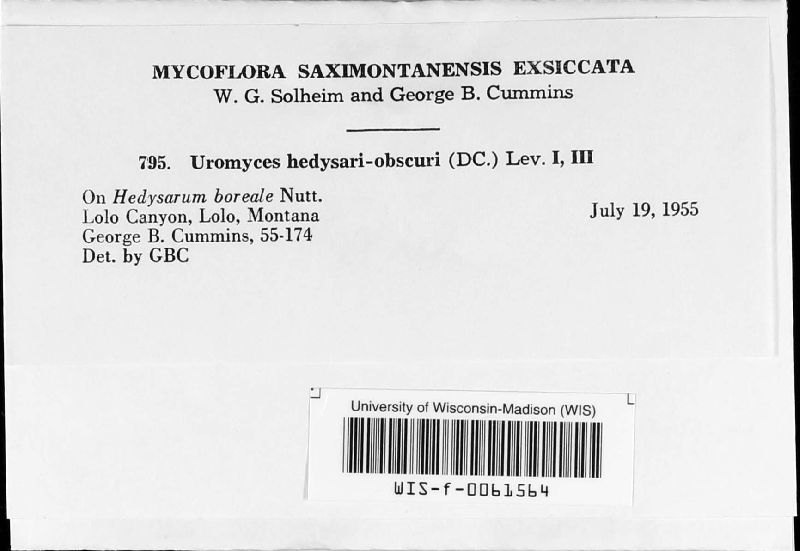 MYCOFLORA SAXIMONTANENSIS EXSICCATA
W. G. Solheim and George B. Cummins
795. Uromyces hedysari-obscuri (DC.) Lev. I, III
On Hedysarum boreale Nutt.
Lolo Canyon, Lolo, Montana
July 19, 1955
George B. Cummins, 55-174
Det. by GBC
University of Wisconsin-Madison (WIS)
WIS-f-0061564